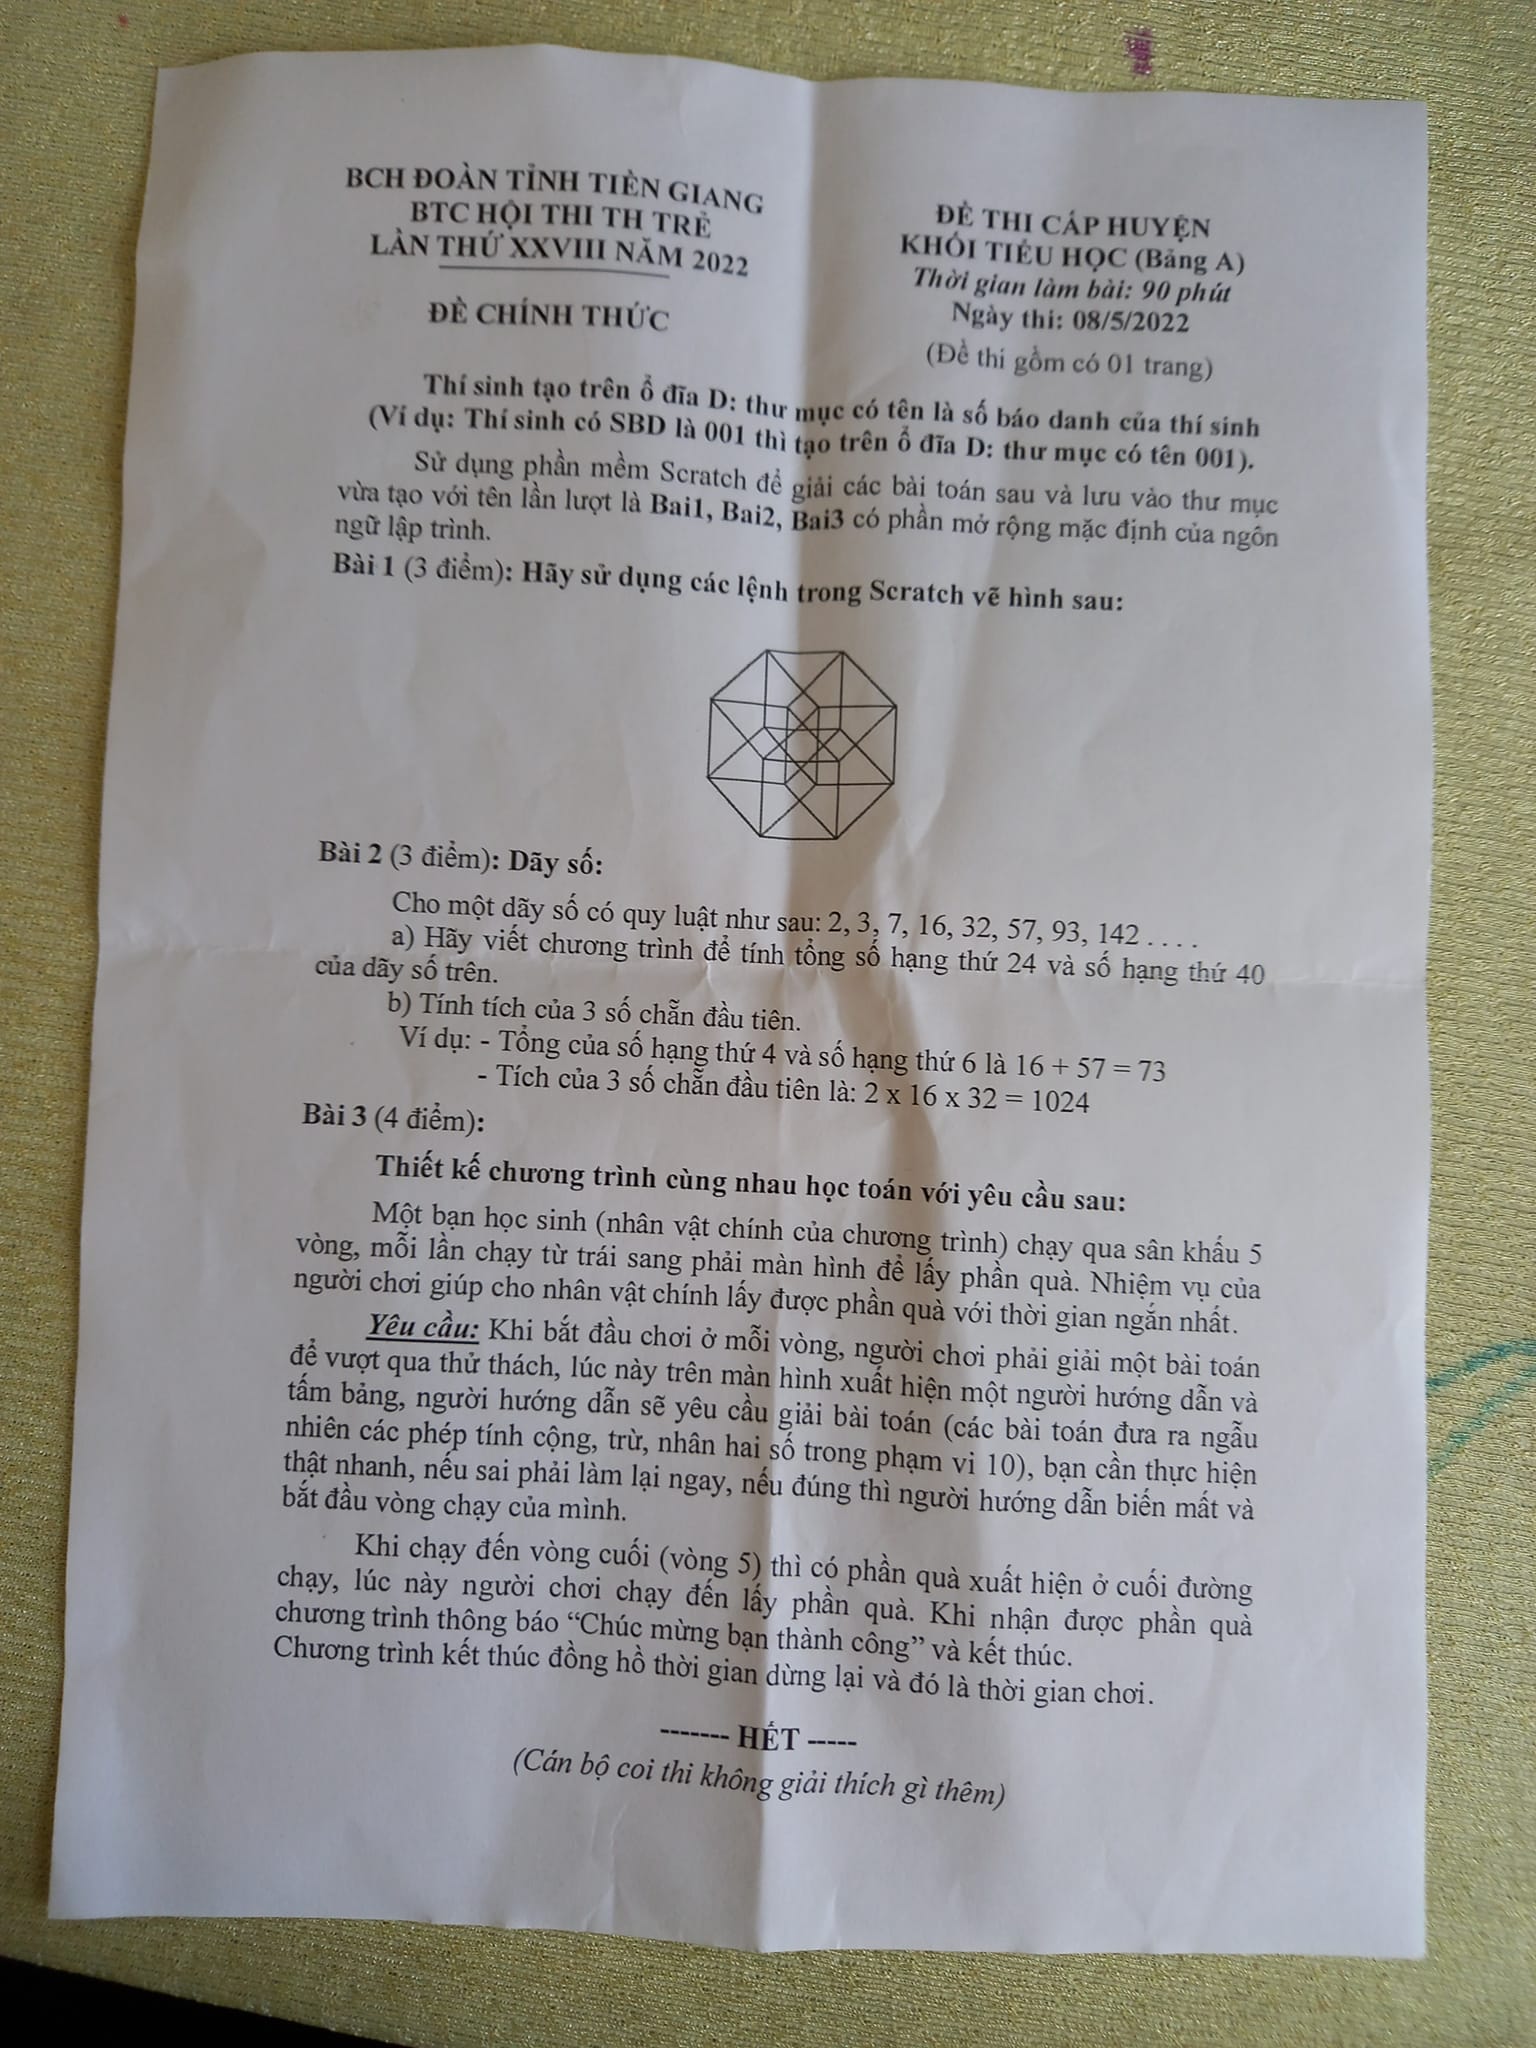 BCH ĐOÀN TỈNH TIỀN GIANG
BTC HỘI THI TH TRẺ
LẦN THỨ XXVIII NĂM 2022
ĐỀ CHÍNH THỨC
ĐỀ THI CẤP HUYỆN
KHỐI TIỂU HỌC (Bảng A)
Thời gian làm bài: 90 phút
Ngày thi: 08/5/2022
(Đề thi gồm có 01 trang)
Thí sinh tạo trên ổ đĩa D: thư mục có tên là số báo danh của thí sinh
(Ví dụ: Thí sinh có SBD là 001 thì tạo trên ổ đĩa D: thư mục có tên 001).
Sử dụng phần mềm Scratch để giải các bài toán sau và lưu vào thư mục
vừa tạo với tên lần lượt là Bai1, Bai2, Bai3 có phần mở rộng mặc định của ngôn
ngữ lập trình.
Bài 1 (3 điểm): Hãy sử dụng các lệnh trong Scratch vẽ hình sau:
Bài 2 (3 điểm): Dãy số:
Cho một dãy số có quy luật như sau: 2, 3, 7, 16, 32, 57, 93, 142 . . . .
a) Hãy viết chương trình để tính tổng số hạng thứ 24 và số hạng thứ 40
của dãy số trên.
b) Tính tích của 3 số chẵn đầu tiên.
Ví dụ: - Tổng của số hạng thứ 4 và số hạng thứ 6 là 16 + 57 = 73
- Tích của 3 số chẵn đầu tiên là: 2 x 16 x 32 = 1024
Bài 3 (4 điểm):
Thiết kế chương trình cùng nhau học toán với yêu cầu sau:
Một bạn học sinh (nhân vật chính của chương trình) chạy qua sân khấu 5
vòng, mỗi lần chạy từ trái sang phải màn hình để lấy phần quà. Nhiệm vụ của
người chơi giúp cho nhân vật chính lấy được phần quà với thời gian ngắn nhất.
Yêu cầu: Khi bắt đầu chơi ở mỗi vòng, người chơi phải giải một bài toán
để vượt qua thử thách, lúc này trên màn hình xuất hiện một người hướng dẫn và
tấm bảng, người hướng dẫn sẽ yêu cầu giải bài toán (các bài toán đưa ra ngẫu
nhiên các phép tính cộng, trừ, nhân hai số trong phạm vi 10), bạn cần thực hiện
thật nhanh, nếu sai phải làm lại ngay, nếu đúng thì người hướng dẫn biến mất và
bắt đầu vòng chạy của mình.
Khi chạy đến vòng cuối (vòng 5) thì có phần quà xuất hiện ở cuối đường
chạy, lúc này người chơi chạy đến lấy phần quà. Khi nhận được phần quà
chương trình thông báo “Chúc mừng bạn thành công” và kết thúc.
Chương trình kết thúc đồng hồ thời gian dừng lại và đó là thời gian chơi.
------- HẾT -----
(Cán bộ coi thi không giải thích gì thêm)